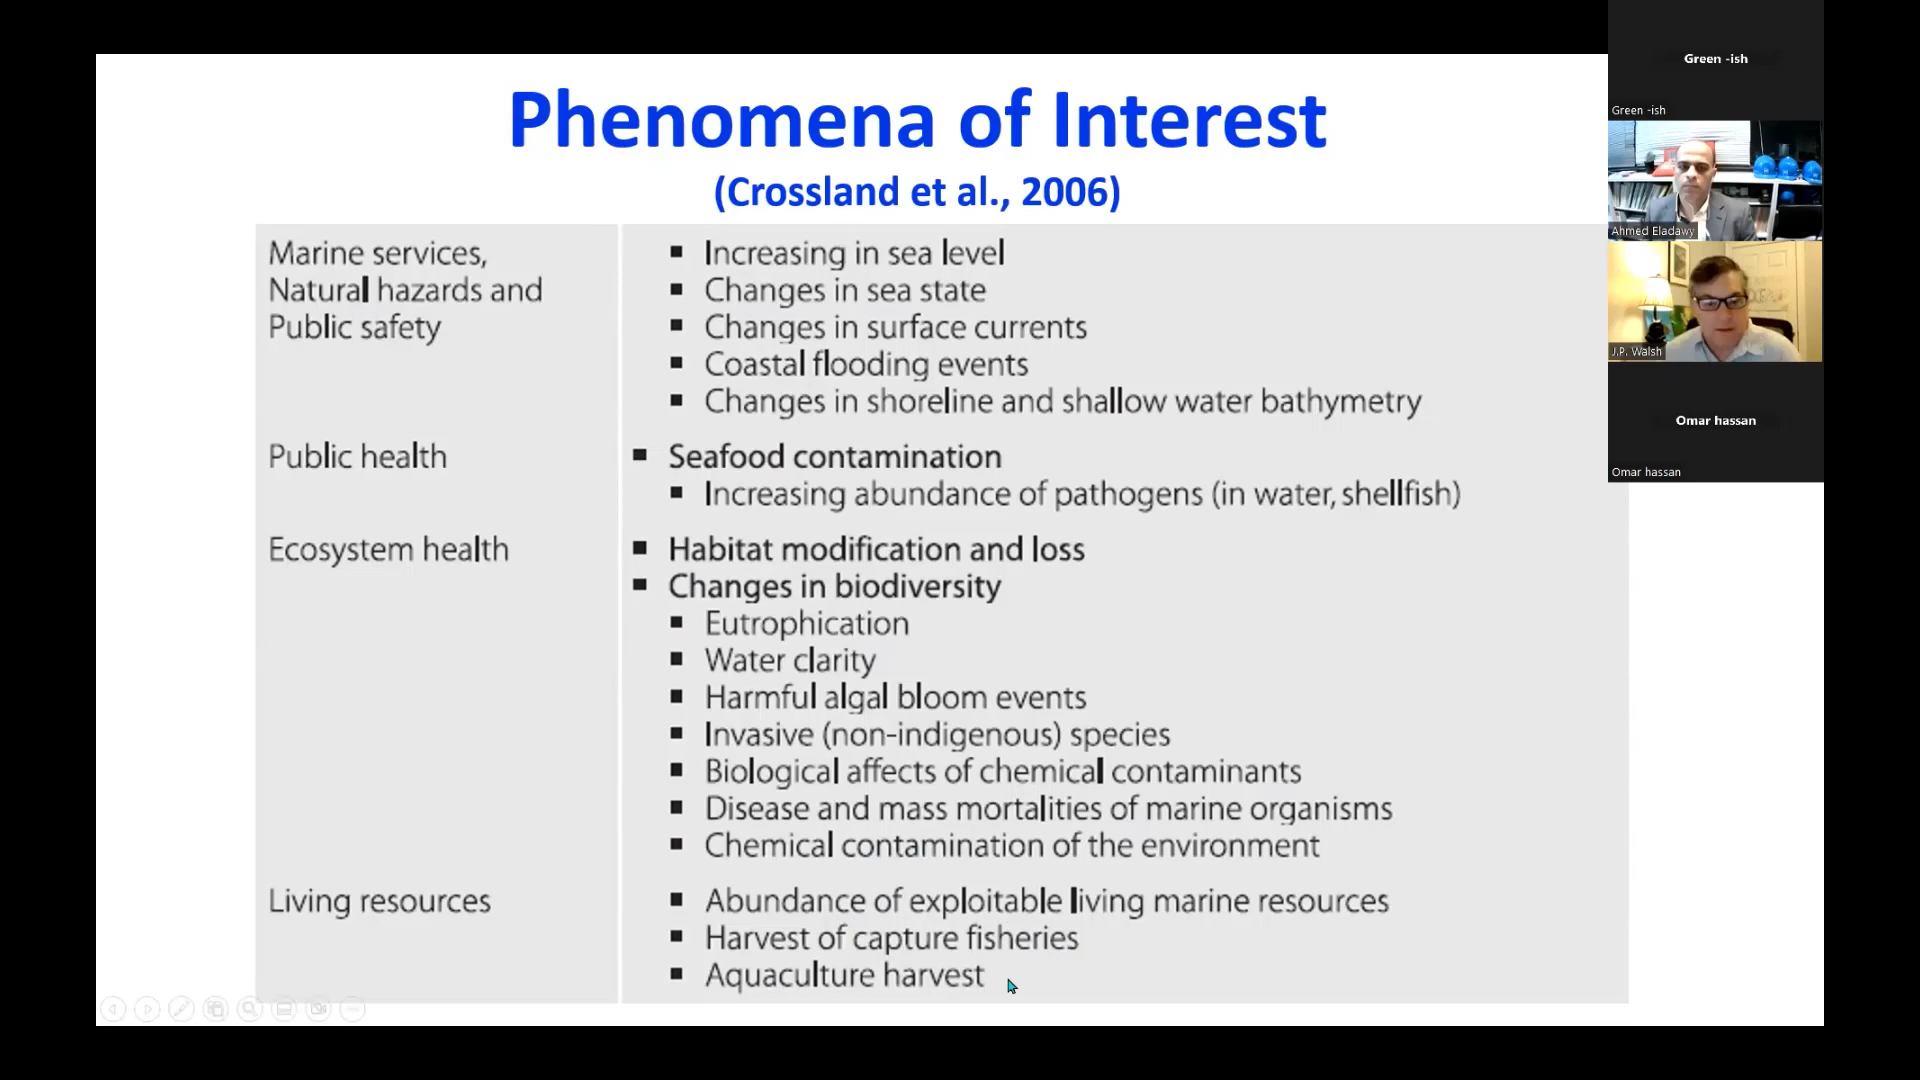 Phenomena of Interest
(Crossland et al., 2006)
Marine services,
Natural hazards and
Public safety
▪ Increasing in sea level
▪ Changes in sea state
▪ Changes in surface currents
▪ Coastal flooding events
▪ Changes in shoreline and shallow water bathymetry
Public health
▪ Seafood contamination
▪ Increasing abundance of pathogens (in water, shellfish)
Ecosystem health
▪ Habitat modification and loss
▪ Changes in biodiversity
▪ Eutrophication
▪ Water clarity
▪ Harmful algal bloom events
▪ Invasive (non-indigenous) species
▪ Biological affects of chemical contaminants
▪ Disease and mass mortalities of marine organisms
▪ Chemical contamination of the environment
Living resources
▪ Abundance of exploitable living marine resources
▪ Harvest of capture fisheries
▪ Aquaculture harvest
Green -ish
Green -ish
Ahmed Eladawy
J.P. Walsh
Omar hassan
Omar hassan